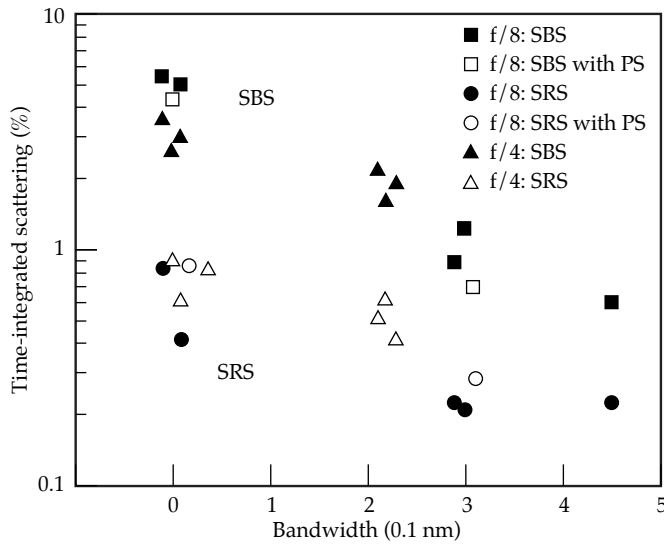 10
1
0.1
Time-integrated scattering (%)
f/8: SBS
f/8: SBS with PS
f/8: SRS
f/8: SRS with PS
f/4: SBS
f/4: SRS
SBS
SRS
0 1 2 3 4 5
Bandwidth (0.1 nm)